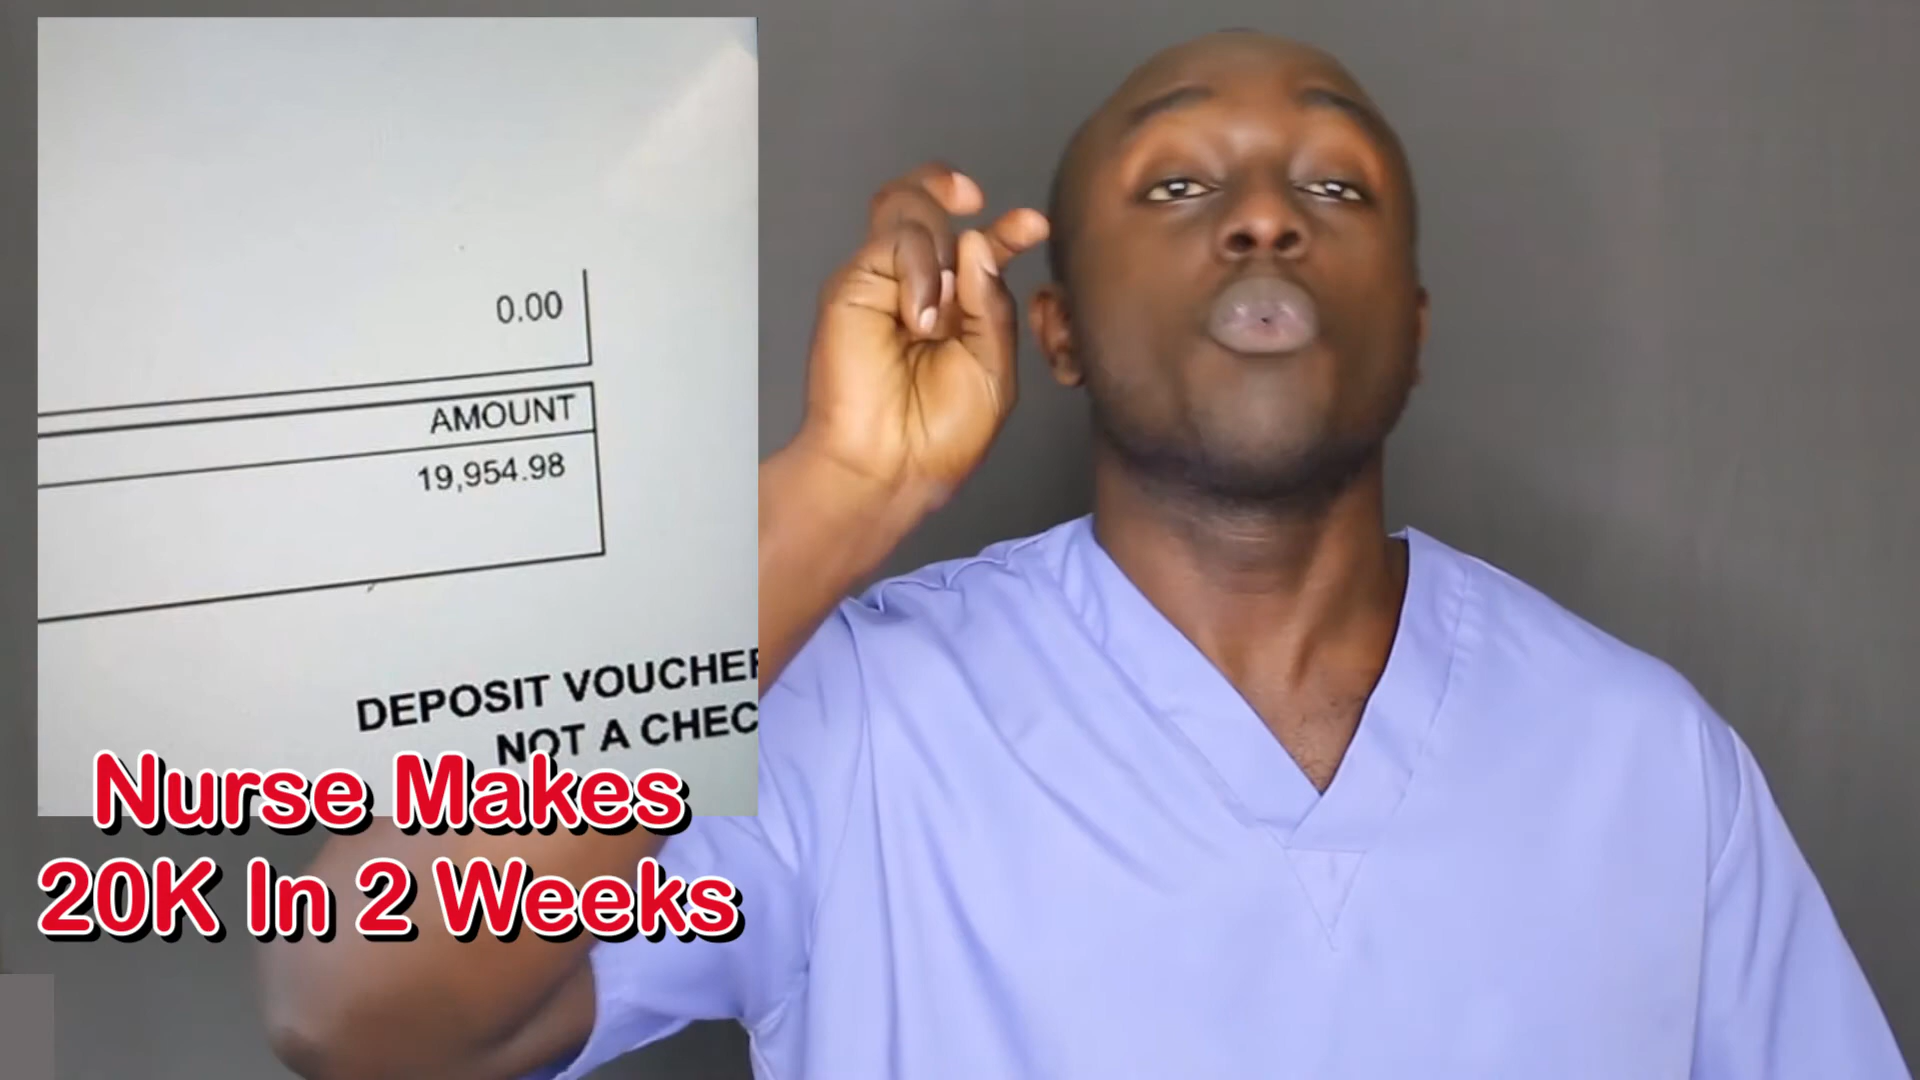 0.00
AMOUNT
19,954.98
DEPOSIT VOUCHER
NOT A CHEC
Nurse Makes
20K In 2 Weeks